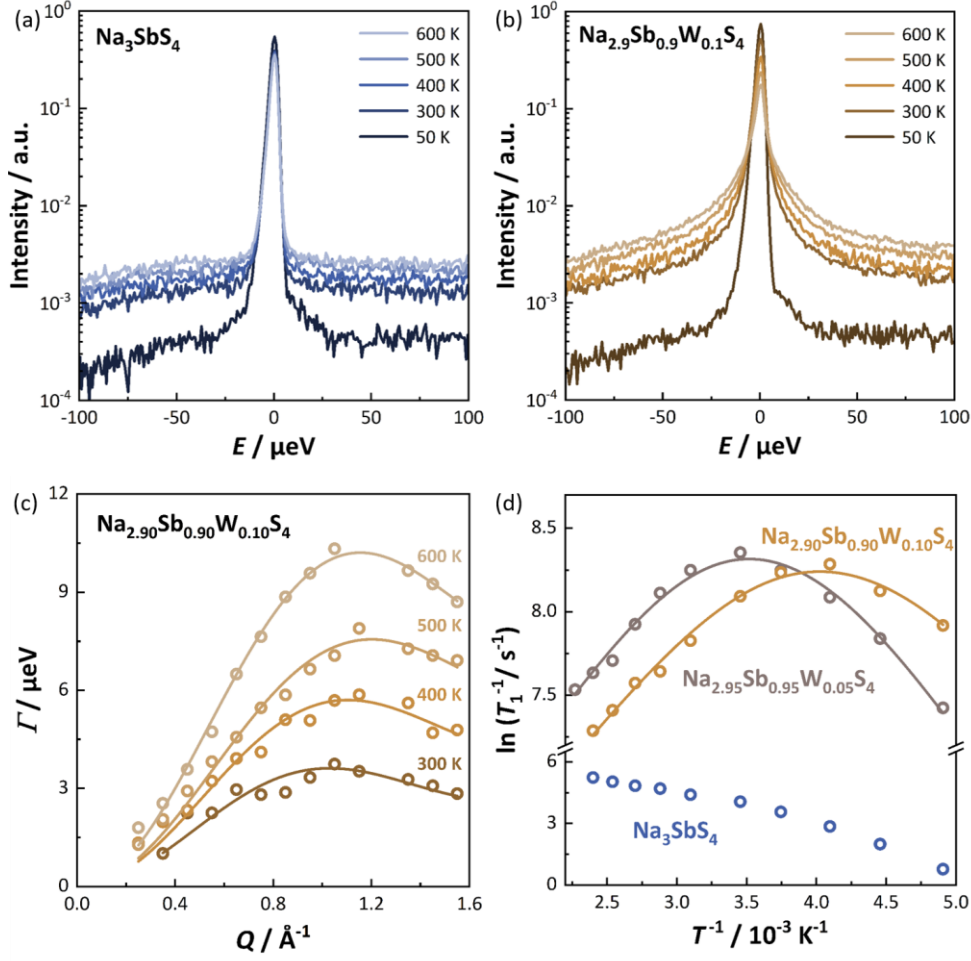 (a)
Na₃SbS₄
600 K
500 K
400 K
300 K
50 K
Intensity / a.u.
10⁰
10⁻¹
10⁻²
10⁻³
10⁻⁴
-100 -50 0 50 100
E / µeV
(b)
Na₂.₉Sb₀.₉W₀.₁S₄
600 K
500 K
400 K
300 K
50 K
Intensity / a.u.
10⁰
10⁻¹
10⁻²
10⁻³
10⁻⁴
-100 -50 0 50 100
E / µeV
(c)
Na₂.₉₀Sb₀.₉₀W₀.₁₀S₄
600 K
500 K
400 K
300 K
Γ / µeV
12
9
6
3
0
0.0 0.4 0.8 1.2 1.6
Q / Å⁻¹
(d)
Na₂.₉₀Sb₀.₉₀W₀.₁₀S₄
Na₂.₉₅Sb₀.₉₅W₀.₀₅S₄
Na₃SbS₄
ln (T₁⁻¹/ s⁻¹)
8.5
8.0
7.5
6
3
0
2.5 3.0 3.5 4.0 4.5 5.0
T⁻¹ / 10⁻³ K⁻¹